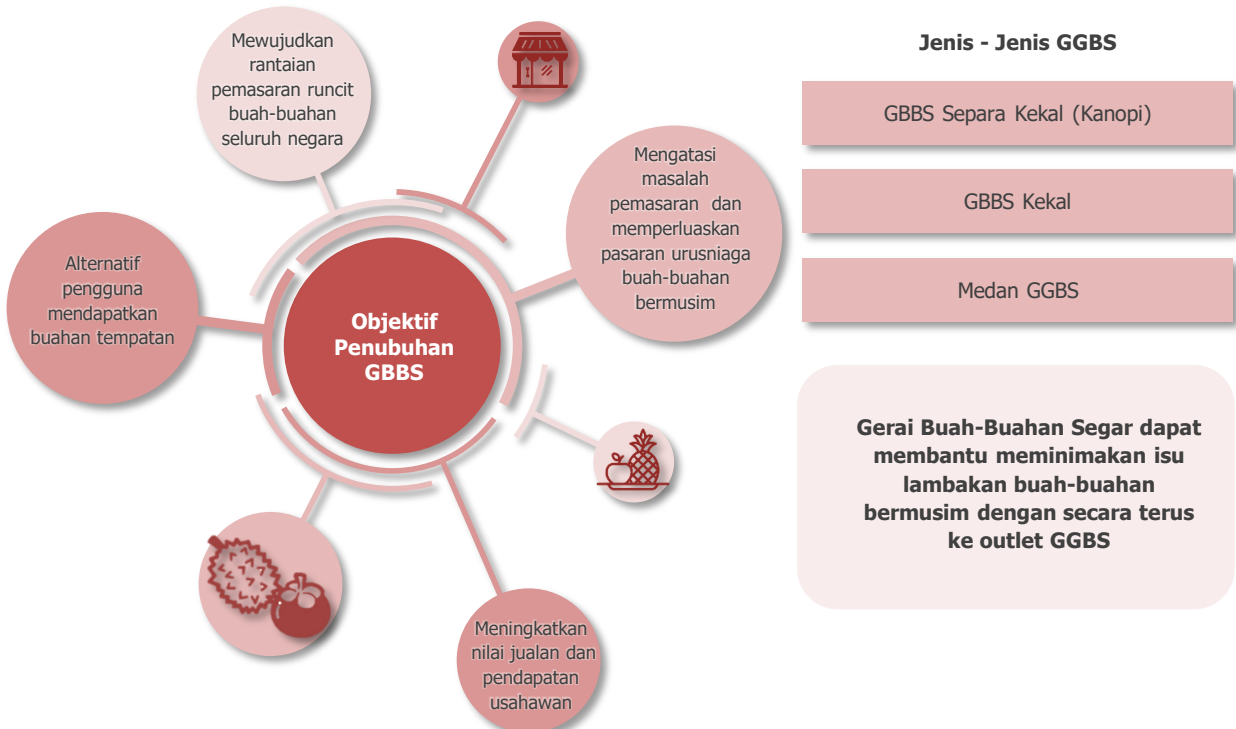 Mewujudkan
rantaian
pemasaran runcit
buah-buahan
seluruh negara
Mengatasi
masalah
pemasaran dan
memperluaskan
pasaran urusniaga
buah-buahan
bermusim
Alternatif
pengguna
mendapatkan
buahan tempatan
Objektif
Penubuhan
GBBS
Meningkatkan
nilai jualan dan
pendapatan
usahawan
Jenis - Jenis GGBS
GBBS Separa Kekal (Kanopi)
GBBS Kekal
Medan GGBS
Gerai Buah-Buahan Segar dapat
membantu meminimakan isu
lambakan buah-buahan
bermusim dengan secara terus
ke outlet GGBS